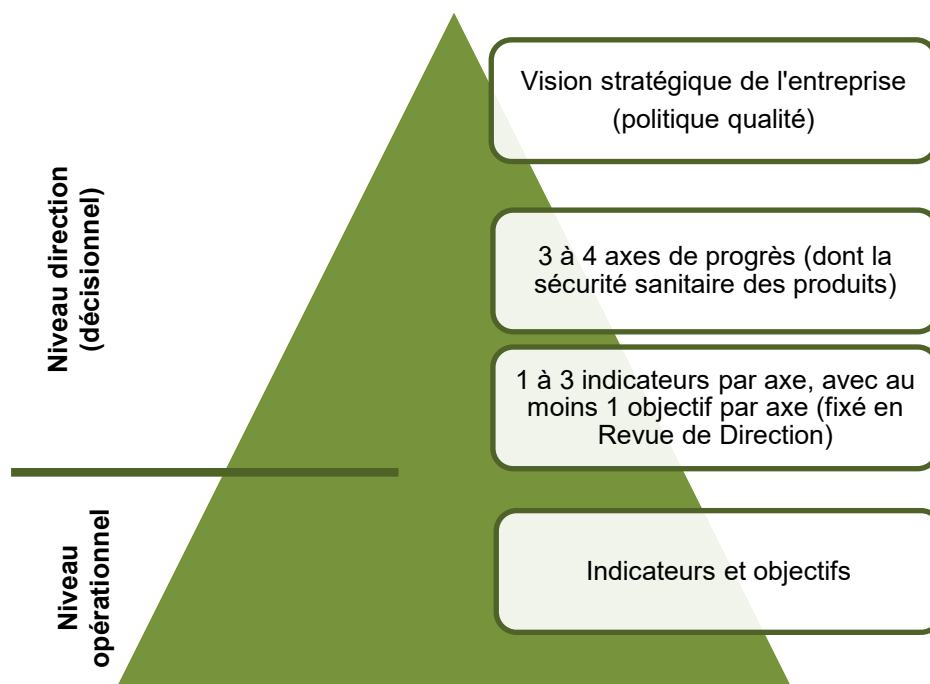 Vision stratégique de l'entreprise
(politique qualité)
Niveau direction
(décisionnel)
3 à 4 axes de progrès (dont la
sécurité sanitaire des produits)
1 à 3 indicateurs par axe, avec au
moins 1 objectif par axe (fixé en
Revue de Direction)
Niveau
opérationnel
Indicateurs et objectifs